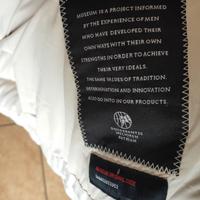 MUSEUM IS A PROJECT INFORMED
BY THE EXPERIENCE OF MEN
WHO HAVE DEVELOPED THEIR
OWN WAYS WITH THEIR OWN
STRENGTHS IN ORDER TO ACHIEVE
THEIR VERY IDEALS.
THE SAME VALUES OF TRADITION.
DETERMINATION AND INNOVATION
ALSO GO INTO IN OUR PRODUCTS.